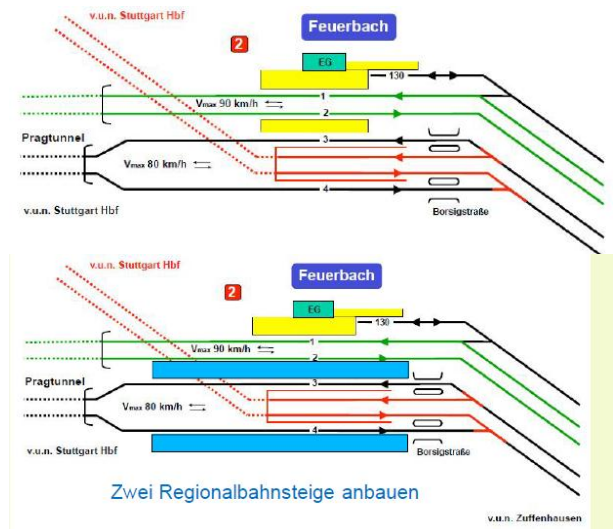 v.u.n. Stuttgart Hbf
2
Feuerbach
EG
130
1
Vmax 90 km/h
2
Pragtunnel
3
Vmax 80 km/h
4
v.u.n. Stuttgart Hbf
Borsigstraße
v.u.n. Stuttgart Hbf
2
Feuerbach
EG
130
1
Vmax 90 km/h
2
Pragtunnel
3
Vmax 80 km/h
4
v.u.n. Stuttgart Hbf
Borsigstraße
Zwei Regionalbahnsteige anbauen
v.u.n. Zuffenhausen